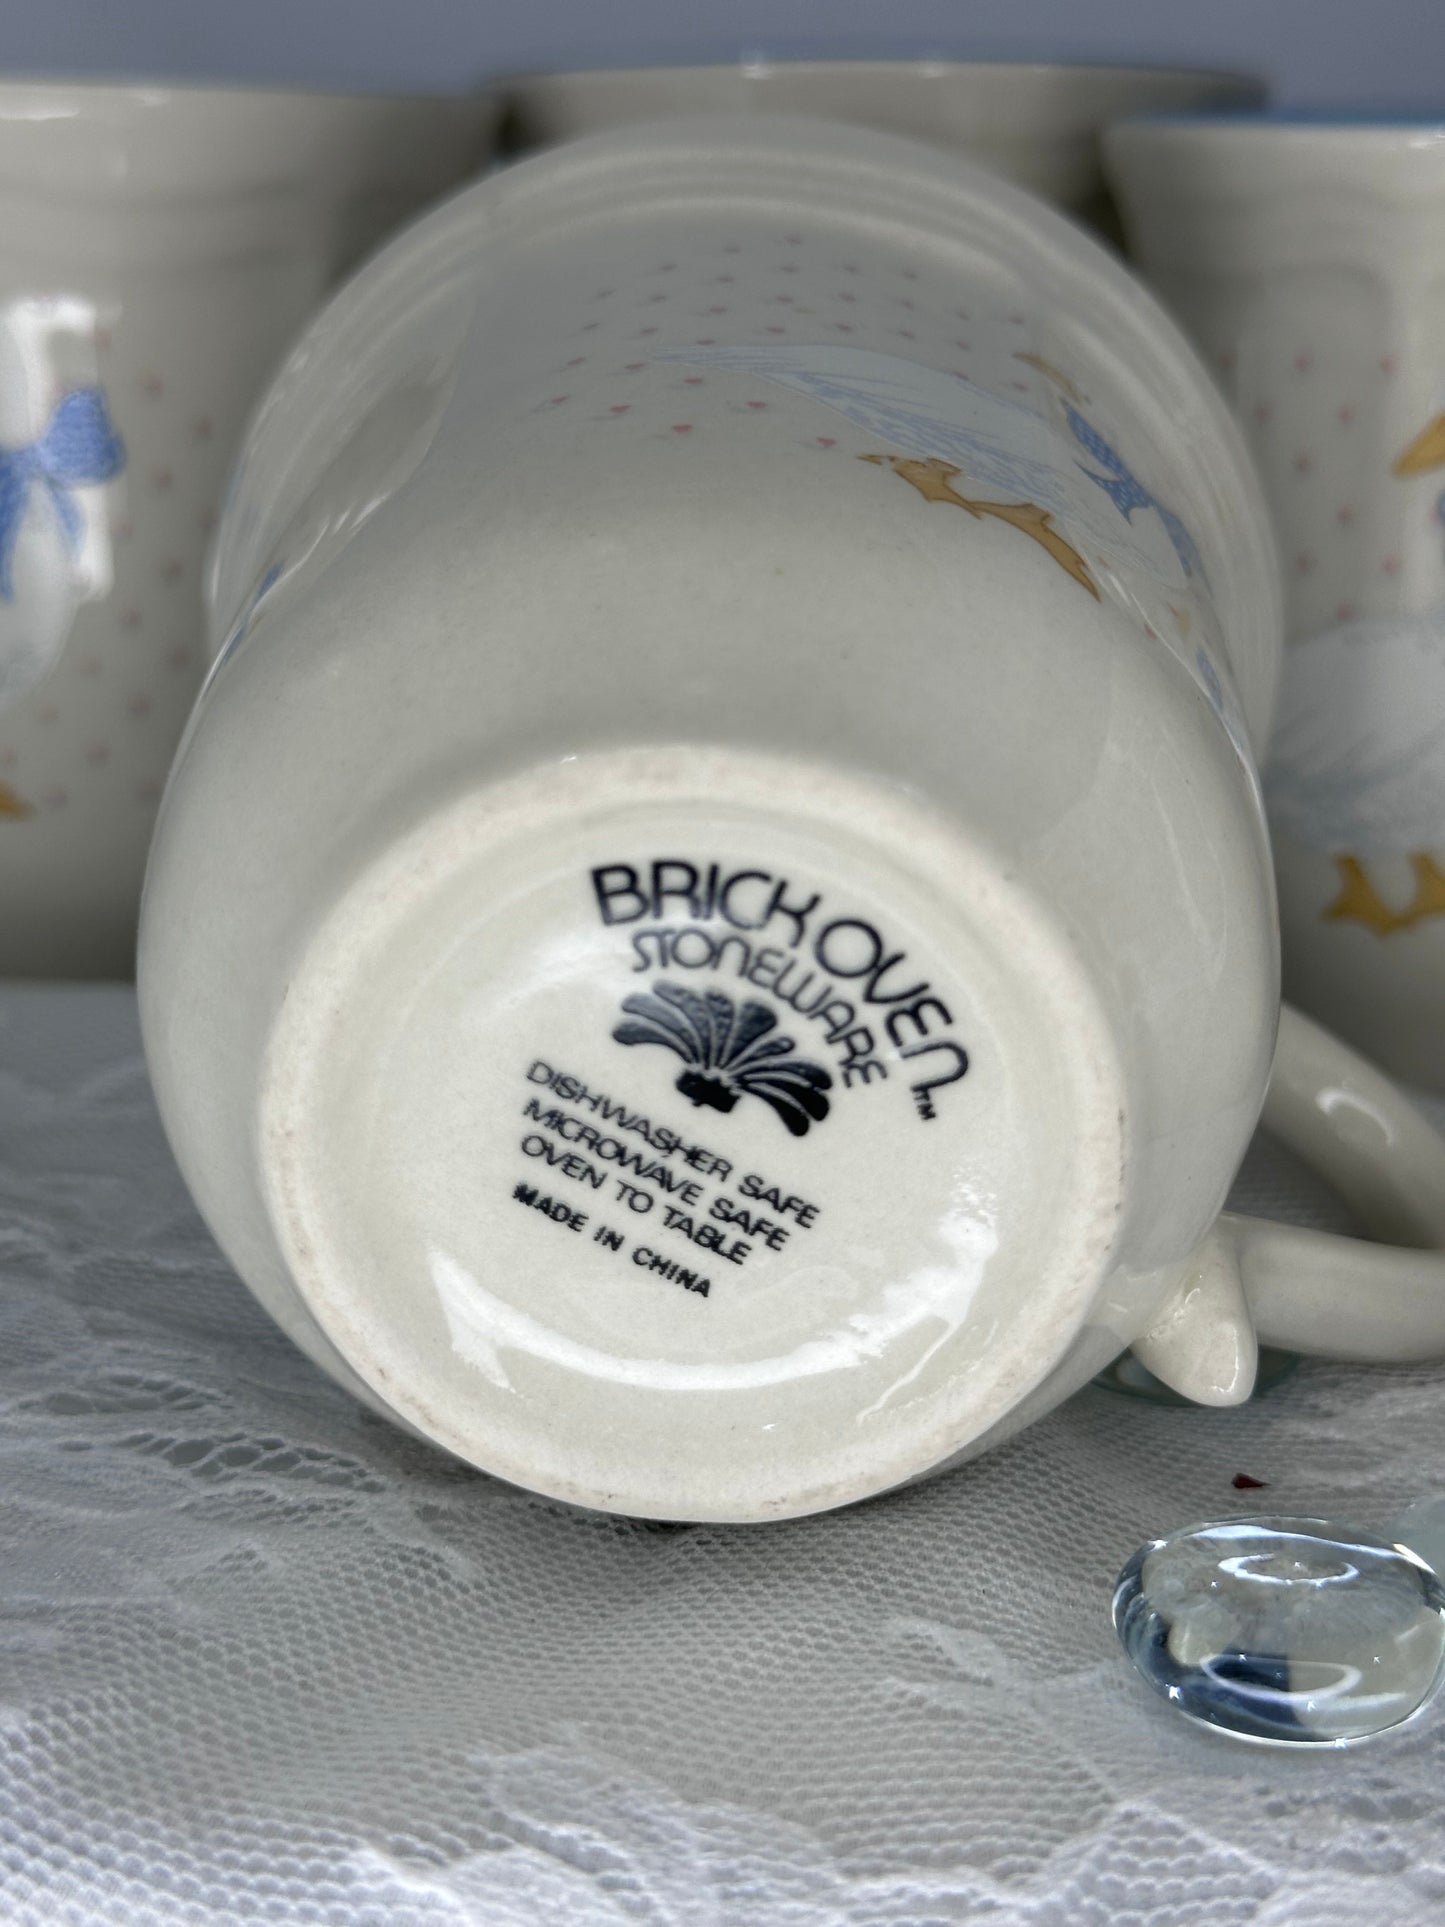 BRICK OVEN™
STONEWARE
DISHWASHER SAFE
MICROWAVE SAFE
OVEN TO TABLE
MADE IN CHINA